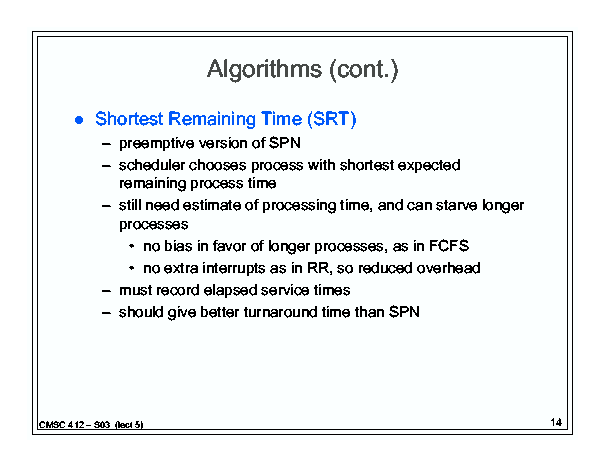 Algorithms (cont.)
● Shortest Remaining Time (SRT)
– preemptive version of SPN
– scheduler chooses process with shortest expected
remaining process time
– still need estimate of processing time, and can starve longer
processes
• no bias in favor of longer processes, as in FCFS
• no extra interrupts as in RR, so reduced overhead
– must record elapsed service times
– should give better turnaround time than SPN
CMSC 412 – S03 (lect 5)
14